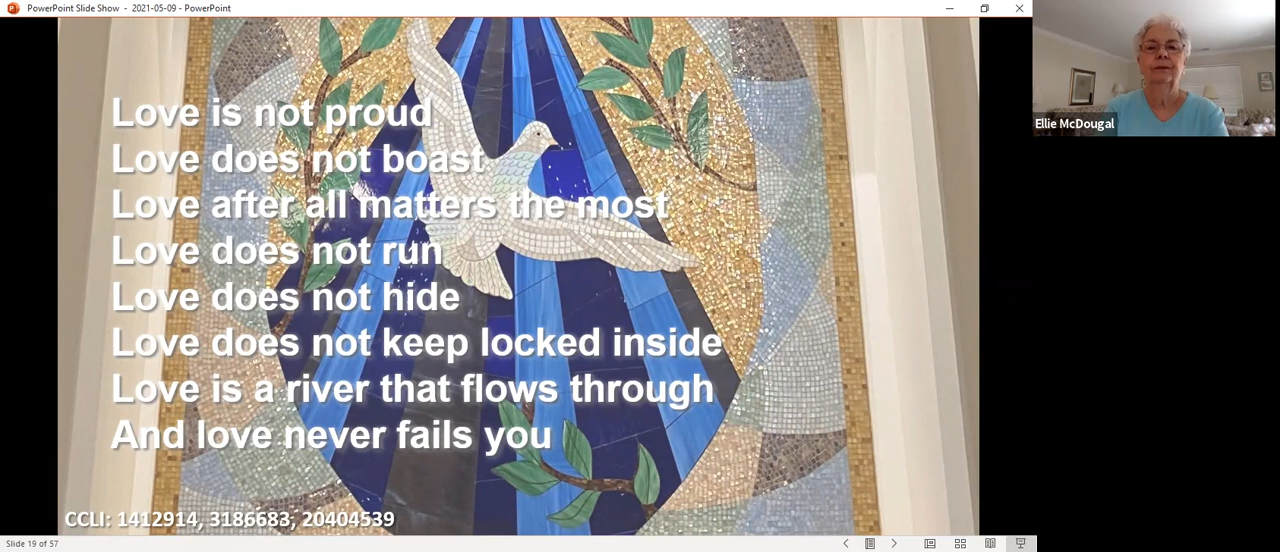 PowerPoint Slide Show - 2021-05-09 - PowerPoint
Love is not proud
Love does not boast
Love after all matters the most
Love does not run
Love does not hide
Love does not keep locked inside
Love is a river that flows through
And love never fails you
CCLI: 1412914, 3186683, 20404539
Slide 19 of 57
Ellie McDougal